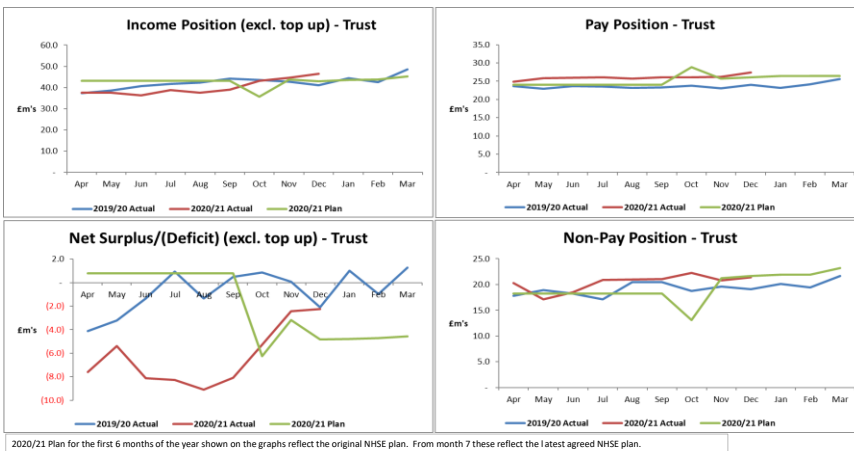 Income Position (excl. top up) - Trust
60.0
50.0
40.0
30.0
20.0
10.0
-
£m's
Apr May Jun Jul Aug Sep Oct Nov Dec Jan Feb Mar
2019/20 Actual 2020/21 Actual 2020/21 Plan
Pay Position - Trust
35.0
30.0
25.0
20.0
15.0
10.0
5.0
-
£m's
Apr May Jun Jul Aug Sep Oct Nov Dec Jan Feb Mar
2019/20 Actual 2020/21 Actual 2020/21 Plan
Net Surplus/(Deficit) (excl. top up) - Trust
2.0
-
(2.0)
(4.0)
(6.0)
(8.0)
(10.0)
£m's
Apr May Jun Jul Aug Sep Oct Nov Dec Jan Feb Mar
2019/20 Actual 2020/21 Actual 2020/21 Plan
Non-Pay Position - Trust
25.0
20.0
15.0
10.0
5.0
-
£m's
Apr May Jun Jul Aug Sep Oct Nov Dec Jan Feb Mar
2019/20 Actual 2020/21 Actual 2020/21 Plan
2020/21 Plan for the first 6 months of the year shown on the graphs reflect the original NHSE plan. From month 7 these reflect the latest agreed NHSE plan.